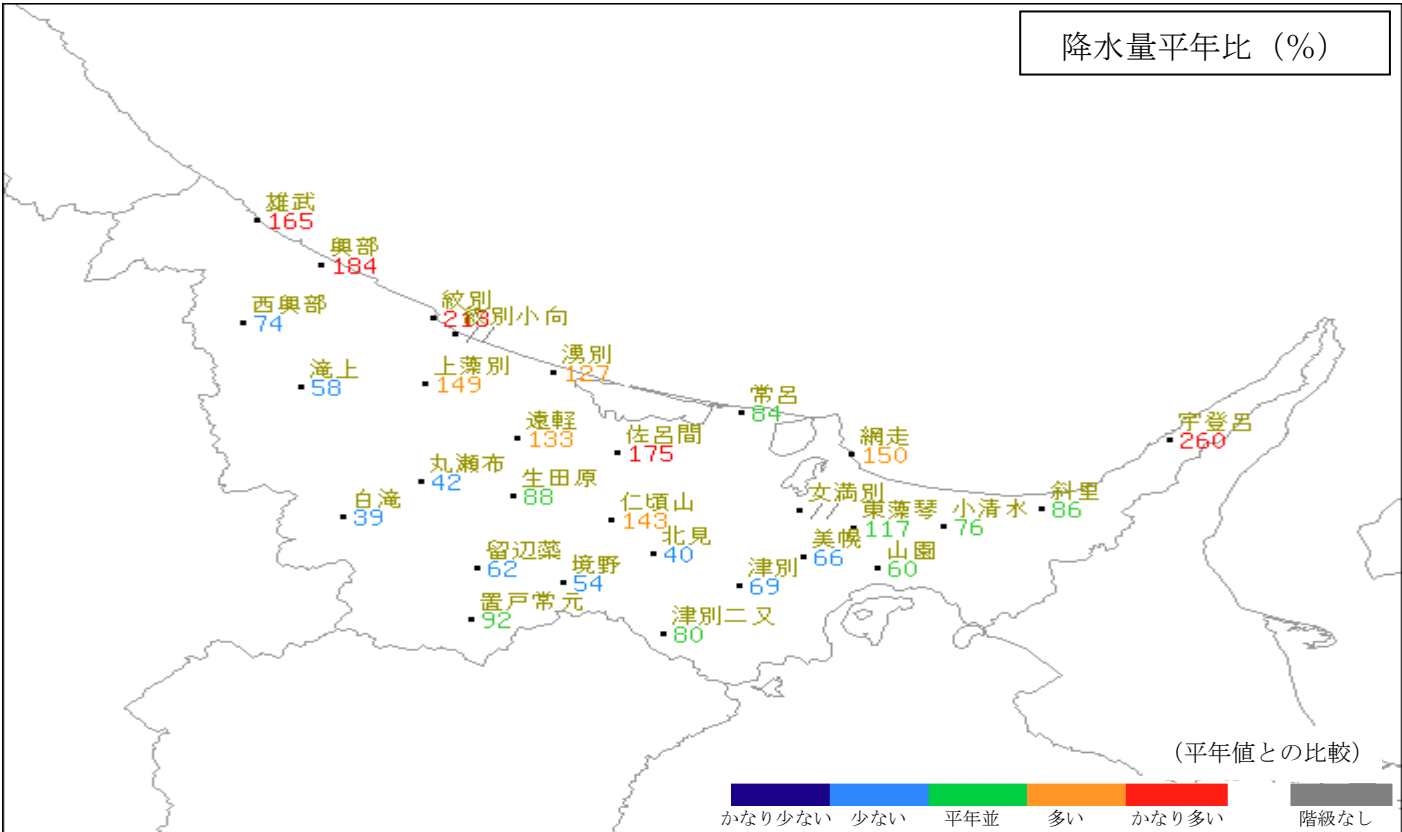 降水量平年比（%）
雄武
165
興部
184
西興部
74
紋別
213
紋別小向
滝上
58
上藻別
149
湧別
127
常呂
84
遠軽
133
佐呂間
175
網走
150
宇登呂
260
丸瀬布
42
生田原
88
白滝
39
仁頃山
143
女満別
東藻琴
117
小清水
76
斜里
86
北見
40
美幌
66
山園
60
留辺蘂
62
境野
54
津別
69
置戸常元
92
津別二又
80
（平年値との比較）
かなり少ない 少ない 平年並 多い かなり多い 階級なし